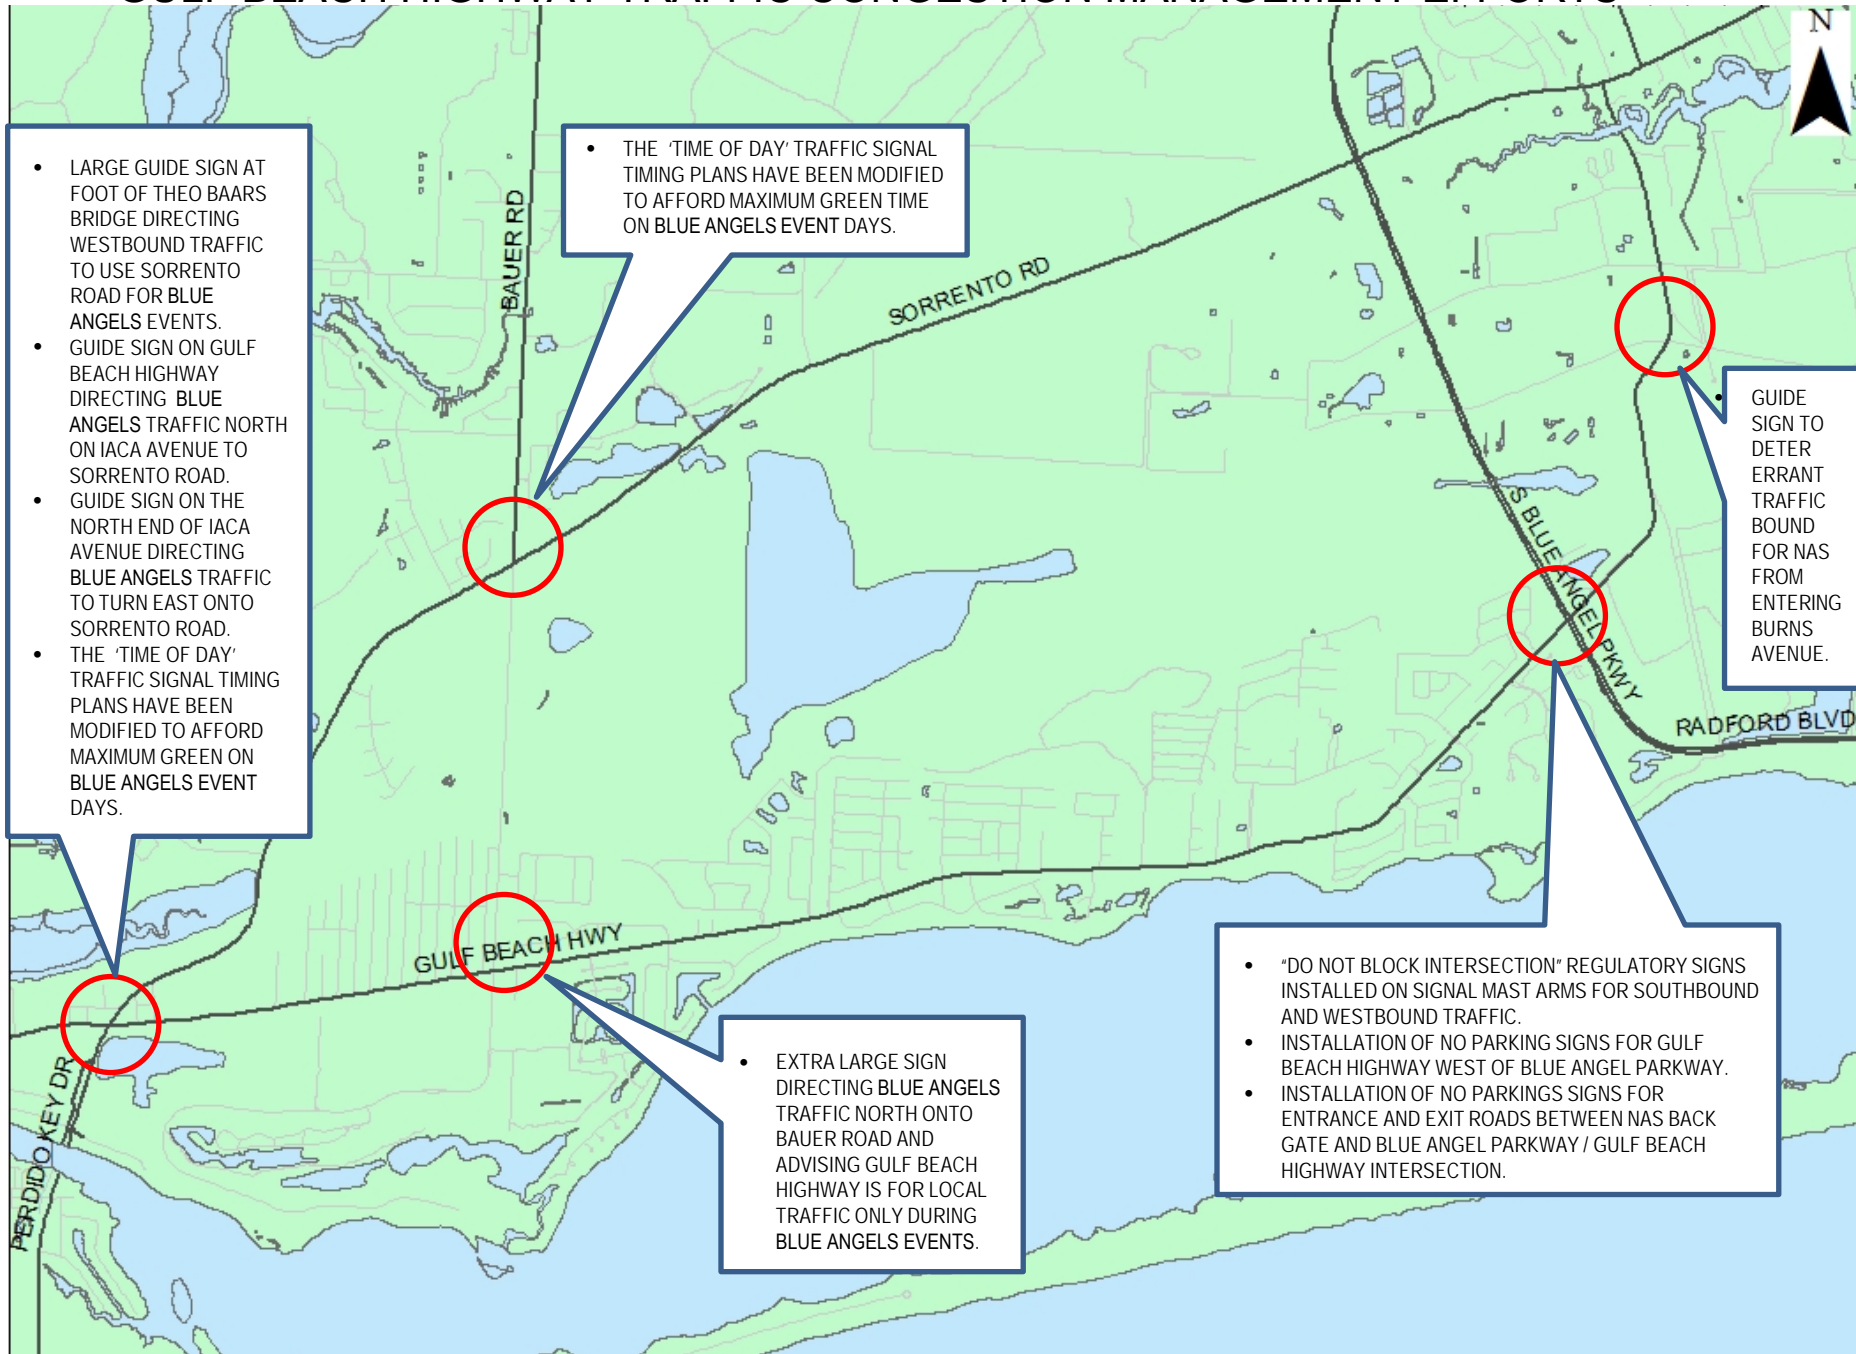 GULF BEACH HIGHWAY TRAFFIC CONGESTION MANAGEMENT EFFORTS
N
• LARGE GUIDE SIGN AT
FOOT OF THEO BAARS
BRIDGE DIRECTING
WESTBOUND TRAFFIC
TO USE SORRENTO
ROAD FOR BLUE
ANGELS EVENTS.
• GUIDE SIGN ON GULF
BEACH HIGHWAY
DIRECTING BLUE
ANGELS TRAFFIC NORTH
ON IACA AVENUE TO
SORRENTO ROAD.
• GUIDE SIGN ON THE
NORTH END OF IACA
AVENUE DIRECTING
BLUE ANGELS TRAFFIC
TO TURN EAST ONTO
SORRENTO ROAD.
• THE 'TIME OF DAY'
TRAFFIC SIGNAL TIMING
PLANS HAVE BEEN
MODIFIED TO AFFORD
MAXIMUM GREEN ON
BLUE ANGELS EVENT
DAYS.
• THE 'TIME OF DAY' TRAFFIC SIGNAL
TIMING PLANS HAVE BEEN MODIFIED
TO AFFORD MAXIMUM GREEN TIME
ON BLUE ANGELS EVENT DAYS.
BAUER RD
SORRENTO RD
• GUIDE
SIGN TO
DETER
ERRANT
TRAFFIC
BOUND
FOR NAS
FROM
ENTERING
BURNS
AVENUE.
S BLUE ANGEL PKWY
RADFORD BLVD
GULF BEACH HWY
PERDIDO KEY DR
• EXTRA LARGE SIGN
DIRECTING BLUE ANGELS
TRAFFIC NORTH ONTO
BAUER ROAD AND
ADVISING GULF BEACH
HIGHWAY IS FOR LOCAL
TRAFFIC ONLY DURING
BLUE ANGELS EVENTS.
• "DO NOT BLOCK INTERSECTION" REGULATORY SIGNS
INSTALLED ON SIGNAL MAST ARMS FOR SOUTHBOUND
AND WESTBOUND TRAFFIC.
• INSTALLATION OF NO PARKING SIGNS FOR GULF
BEACH HIGHWAY WEST OF BLUE ANGEL PARKWAY.
• INSTALLATION OF NO PARKINGS SIGNS FOR
ENTRANCE AND EXIT ROADS BETWEEN NAS BACK
GATE AND BLUE ANGEL PARKWAY / GULF BEACH
HIGHWAY INTERSECTION.